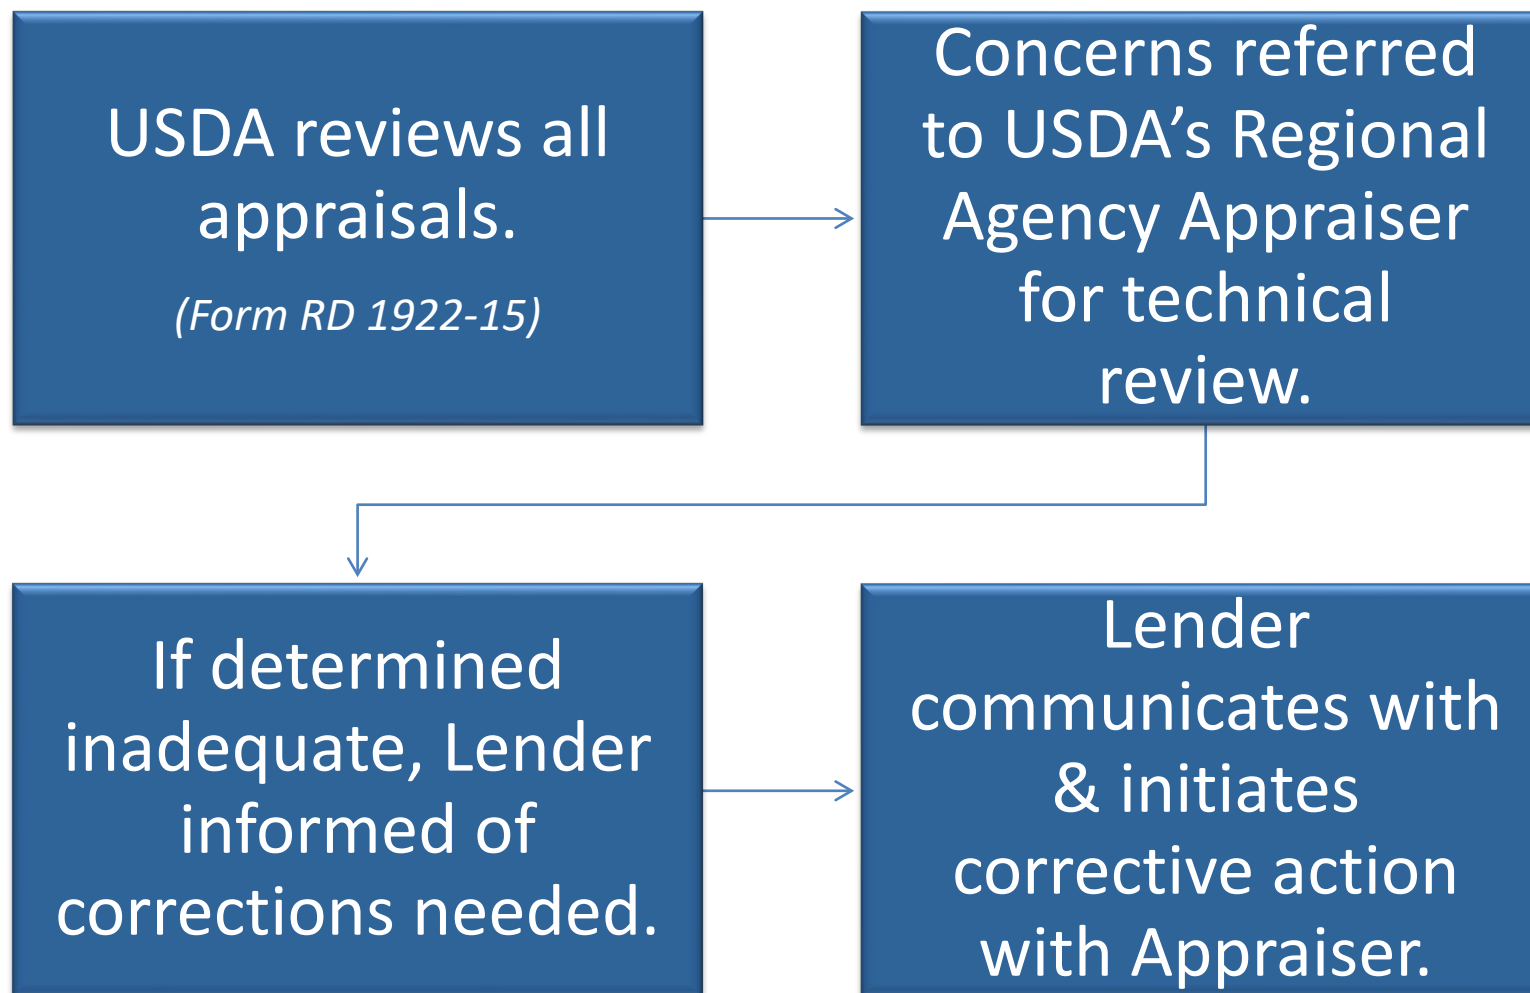 USDA reviews all
appraisals.
(Form RD 1922-15)
Concerns referred
to USDA’s Regional
Agency Appraiser
for technical
review.
If determined
inadequate, Lender
informed of
corrections needed.
Lender
communicates with
& initiates
corrective action
with Appraiser.